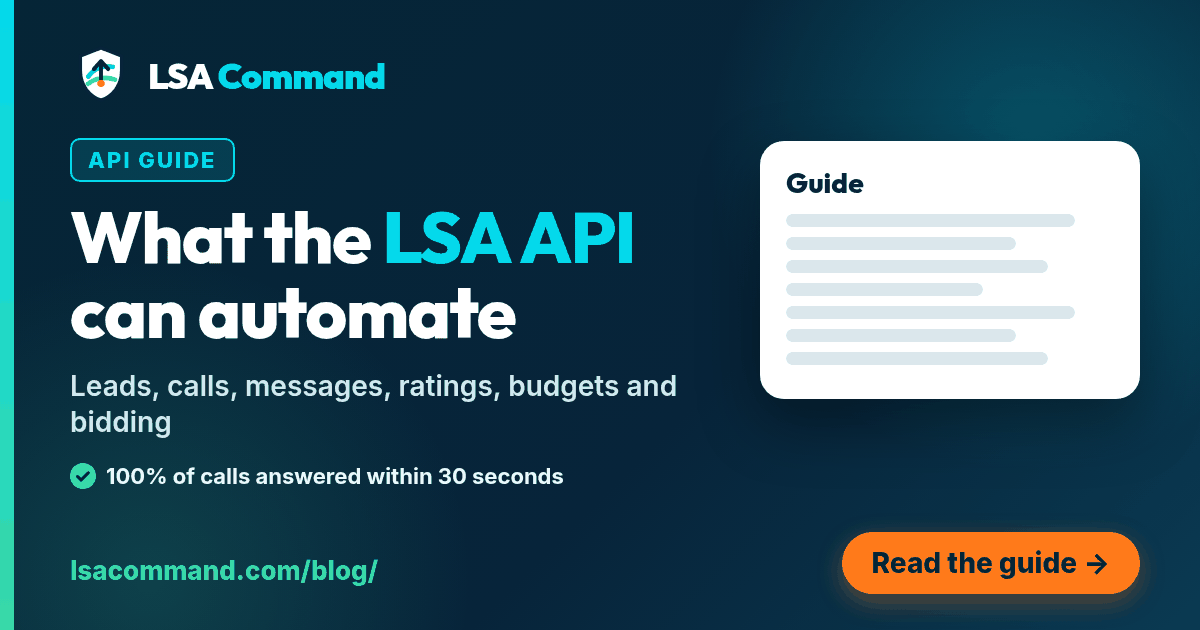 LSA Command
API GUIDE
What the LSA API
can automate
Leads, calls, messages, ratings, budgets and
bidding
100% of calls answered within 30 seconds
lsacommand.com/blog/
Guide
Read the guide →